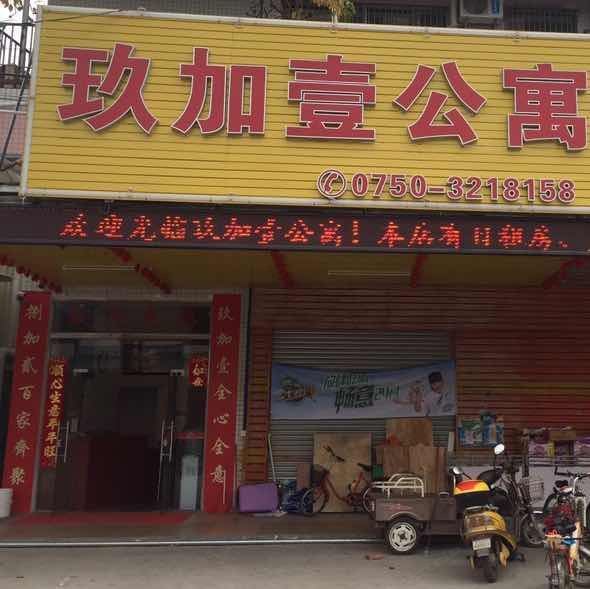 玖加壹公寓
✆0750-3218158
欢迎光临玖加壹公寓！本店有日租房、
捌加贰百家齐聚
玖加壹全心全意
顺心生意年年旺